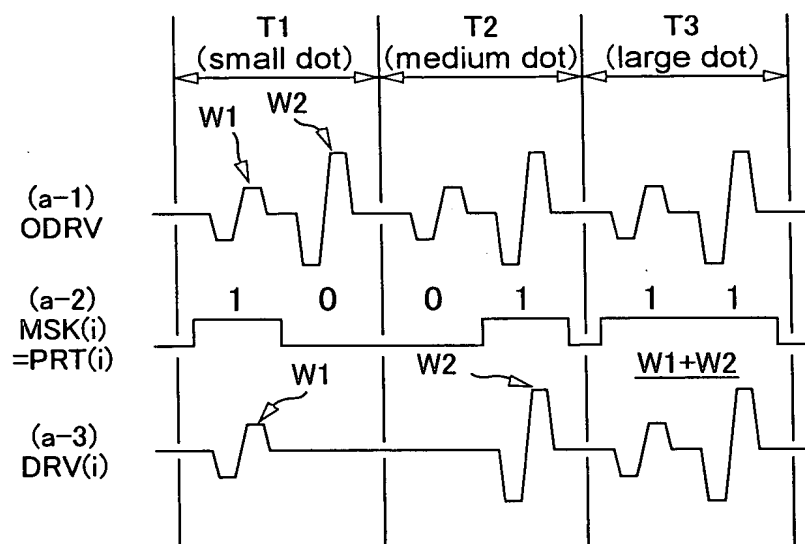 T1 T2 T3
(small dot) (medium dot) (large dot)
W1 W2
(a-1)
ODRV
(a-2) 1 0 0 1 1 1
MSK(i)
=PRT(i)
W1 W2 W1+W2
(a-3)
DRV(i)